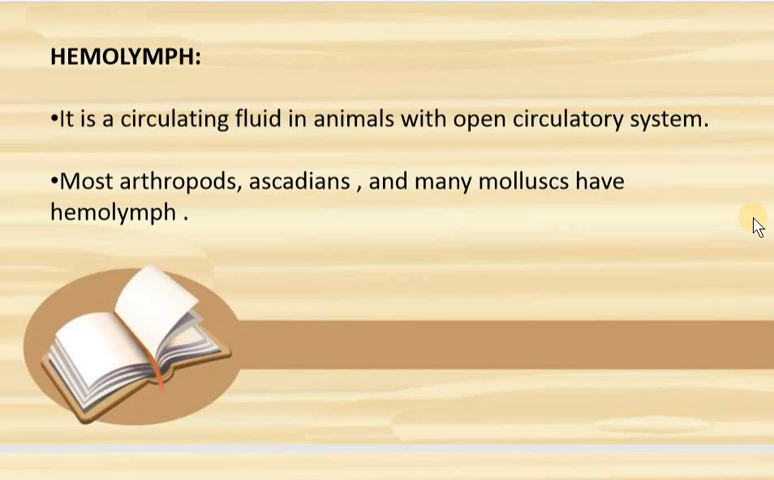 HEMOLYMPH:
•It is a circulating fluid in animals with open circulatory system.
•Most arthropods, ascadians , and many molluscs have
hemolymph .